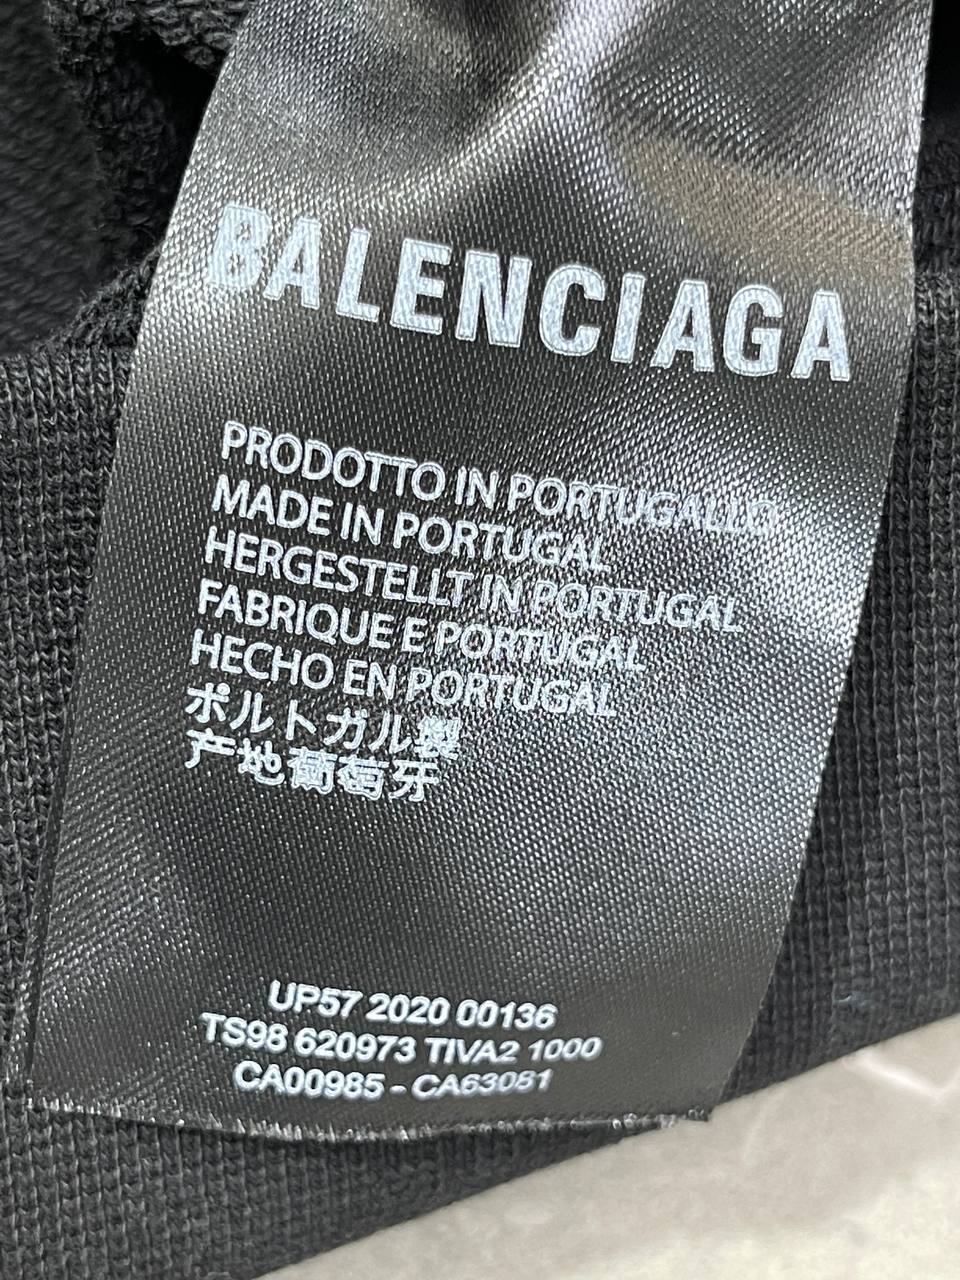 BALENCIAGA
PRODOTTO IN PORTUGALLO
MADE IN PORTUGAL
HERGESTELLT IN PORTUGAL
FABRIQUE E PORTUGAL
HECHO EN PORTUGAL
ポルトガル製
产地葡萄牙
UP57 2020 00136
TS98 620973 TIVA2 1000
CA00985 - CA63081